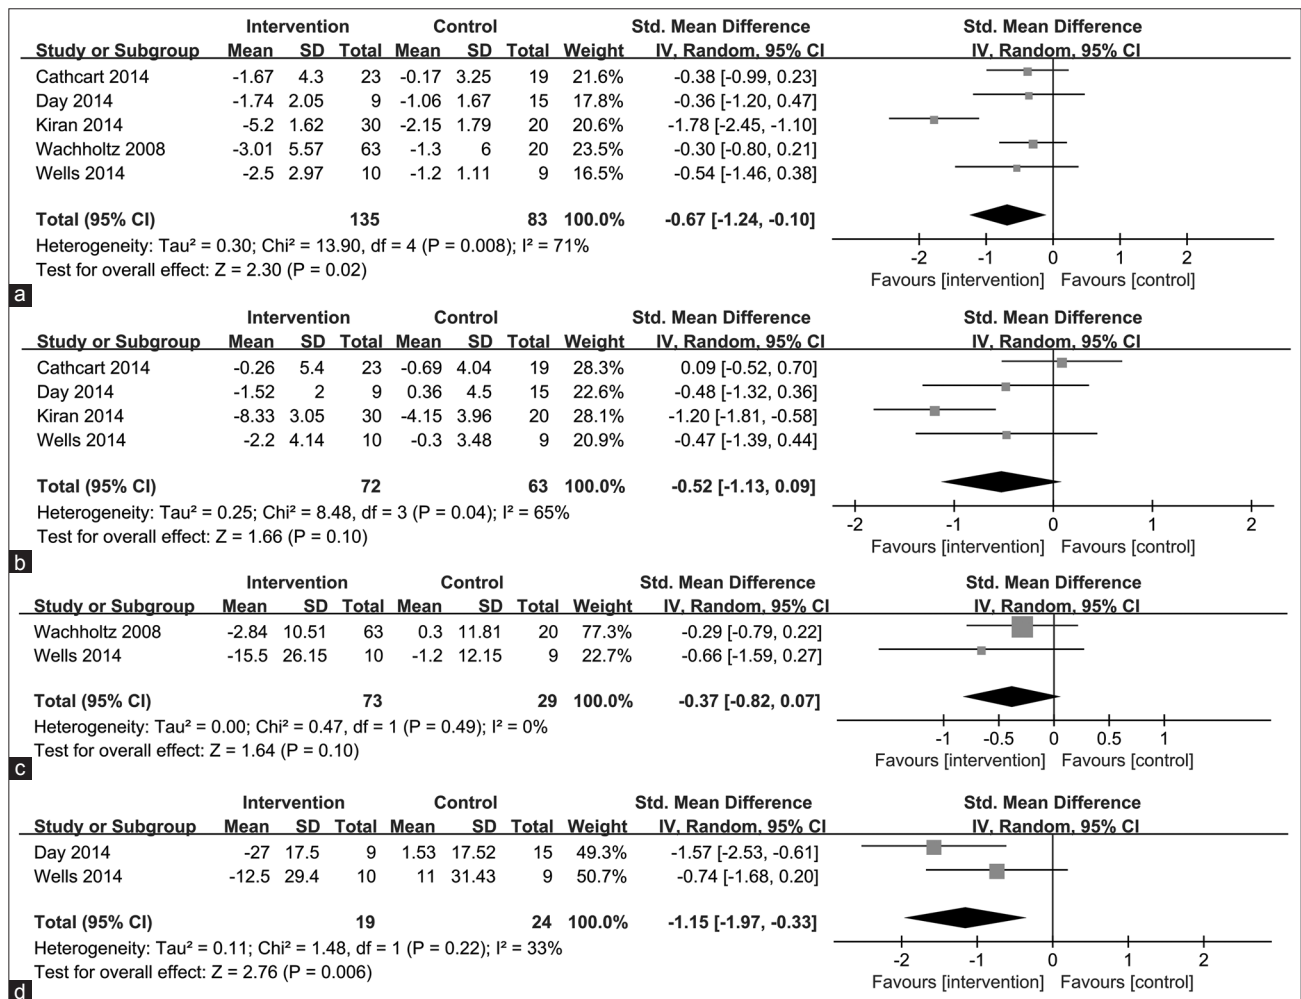 Intervention Control Std. Mean Difference Std. Mean Difference
Study or Subgroup Mean SD Total Mean SD Total Weight IV, Random, 95% CI IV, Random, 95% CI
Cathcart 2014 -1.67 4.3 23 -0.17 3.25 19 21.6% -0.38 [-0.99, 0.23]
Day 2014 -1.74 2.05 9 -1.06 1.67 15 17.8% -0.36 [-1.20, 0.47]
Kiran 2014 -5.2 1.62 30 -2.15 1.79 20 20.6% -1.78 [-2.45, -1.10]
Wachholtz 2008 -3.01 5.57 63 -1.3 6 20 23.5% -0.30 [-0.80, 0.21]
Wells 2014 -2.5 2.97 10 -1.2 1.11 9 16.5% -0.54 [-1.46, 0.38]
Total (95% CI) 135 83 100.0% -0.67 [-1.24, -0.10]
Heterogeneity: Tau² = 0.30; Chi² = 13.90, df = 4 (P = 0.008); I² = 71%
-2 -1 0 1 2
Test for overall effect: Z = 2.30 (P = 0.02)
Favours [intervention] Favours [control]
a
Intervention Control Std. Mean Difference Std. Mean Difference
Study or Subgroup Mean SD Total Mean SD Total Weight IV, Random, 95% CI IV, Random, 95% CI
Cathcart 2014 -0.26 5.4 23 -0.69 4.04 19 28.3% 0.09 [-0.52, 0.70]
Day 2014 -1.52 2 9 0.36 4.5 15 22.6% -0.48 [-1.32, 0.36]
Kiran 2014 -8.33 3.05 30 -4.15 3.96 20 28.1% -1.20 [-1.81, -0.58]
Wells 2014 -2.2 4.14 10 -0.3 3.48 9 20.9% -0.47 [-1.39, 0.44]
Total (95% CI) 72 63 100.0% -0.52 [-1.13, 0.09]
Heterogeneity: Tau² = 0.25; Chi² = 8.48, df = 3 (P = 0.04); I² = 65%
-2 -1 0 1 2
Test for overall effect: Z = 1.66 (P = 0.10)
Favours [intervention] Favours [control]
b
Intervention Control Std. Mean Difference Std. Mean Difference
Study or Subgroup Mean SD Total Mean SD Total Weight IV, Random, 95% CI IV, Random, 95% CI
Wachholtz 2008 -2.84 10.51 63 0.3 11.81 20 77.3% -0.29 [-0.79, 0.22]
Wells 2014 -15.5 26.15 10 -1.2 12.15 9 22.7% -0.66 [-1.59, 0.27]
Total (95% CI) 73 29 100.0% -0.37 [-0.82, 0.07]
Heterogeneity: Tau² = 0.00; Chi² = 0.47, df = 1 (P = 0.49); I² = 0%
-1 -0.5 0 0.5 1
Test for overall effect: Z = 1.64 (P = 0.10)
Favours [intervention] Favours [control]
c
Intervention Control Std. Mean Difference Std. Mean Difference
Study or Subgroup Mean SD Total Mean SD Total Weight IV, Random, 95% CI IV, Random, 95% CI
Day 2014 -27 17.5 9 1.53 17.52 15 49.3% -1.57 [-2.53, -0.61]
Wells 2014 -12.5 29.4 10 11 31.43 9 50.7% -0.74 [-1.68, 0.20]
Total (95% CI) 19 24 100.0% -1.15 [-1.97, -0.33]
Heterogeneity: Tau² = 0.11; Chi² = 1.48, df = 1 (P = 0.22); I² = 33%
-2 -1 0 1 2
Test for overall effect: Z = 2.76 (P = 0.006)
Favours [intervention] Favours [control]
d